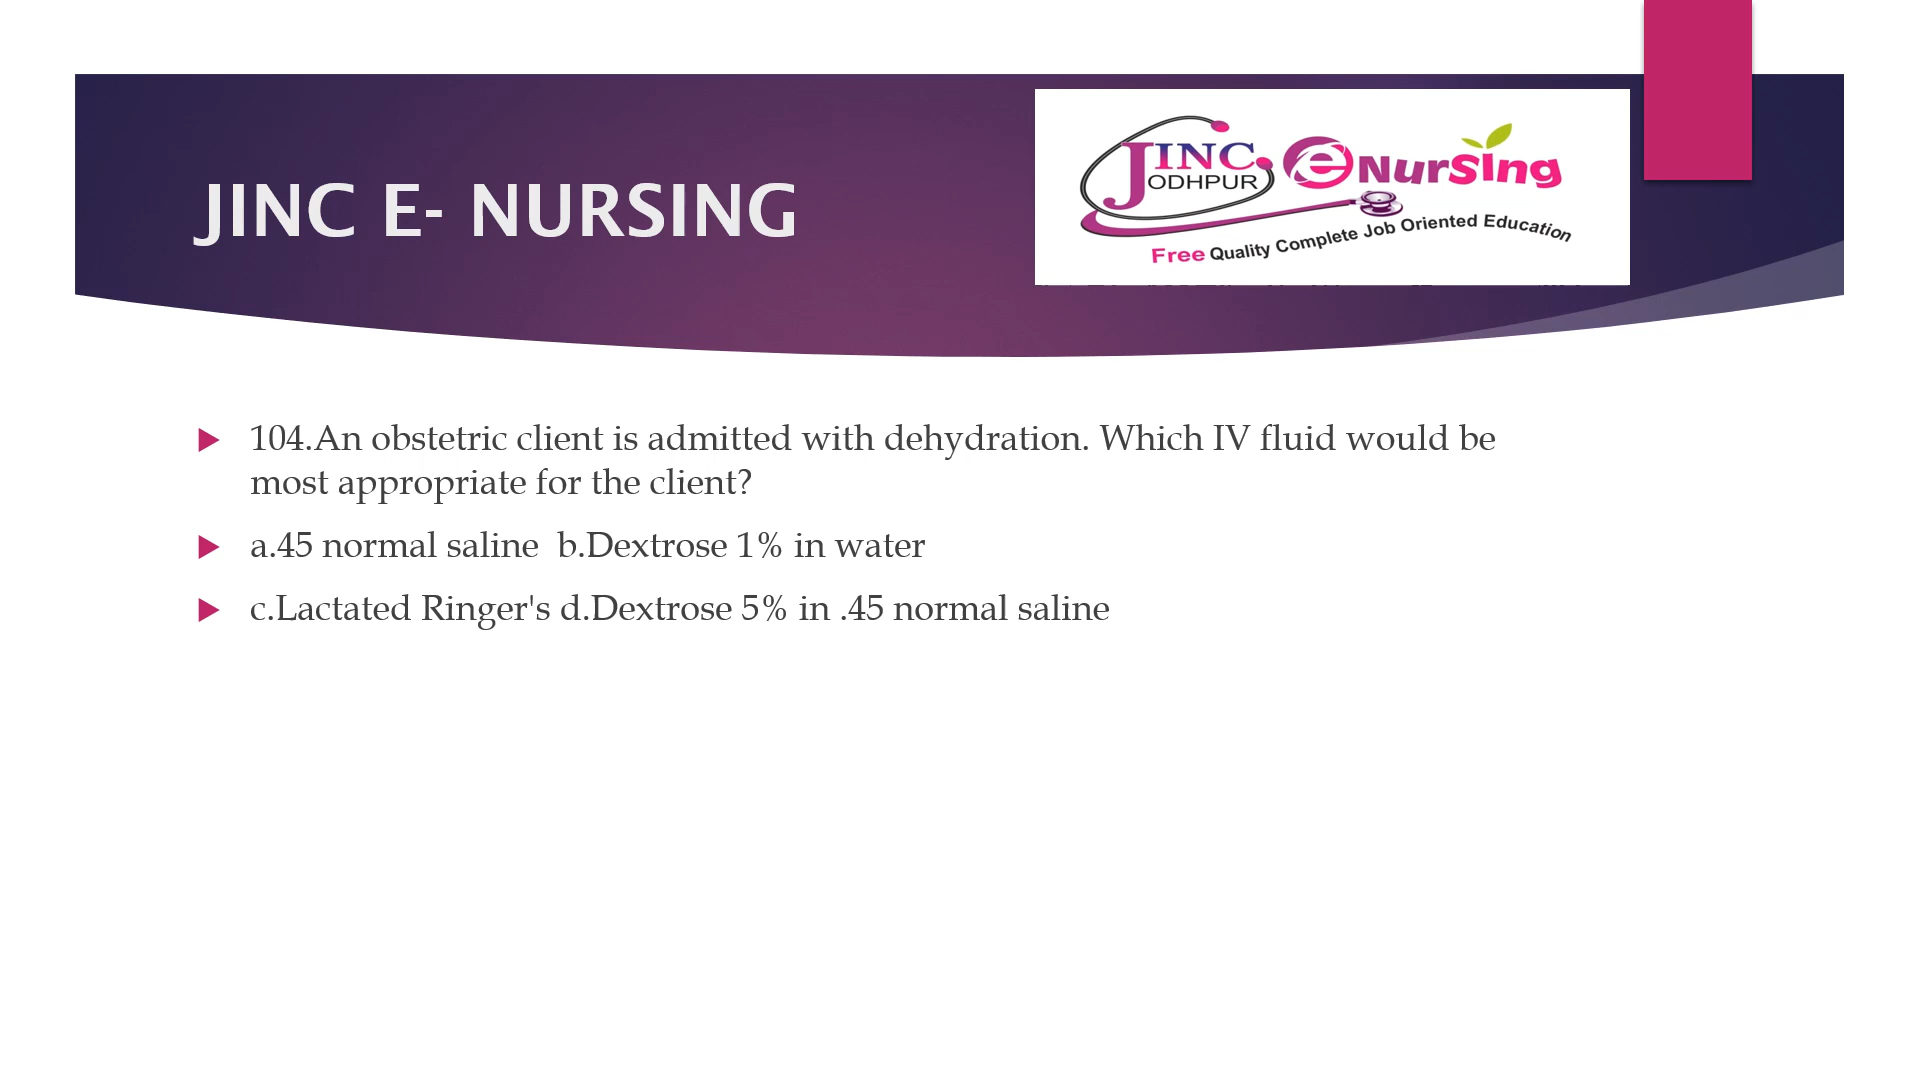 JINC E- NURSING
JINC
ODHPUR
eNursing
Free Quality Complete Job Oriented Education
104.An obstetric client is admitted with dehydration. Which IV fluid would be
most appropriate for the client?
a.45 normal saline  b.Dextrose 1% in water
c.Lactated Ringer's d.Dextrose 5% in .45 normal saline